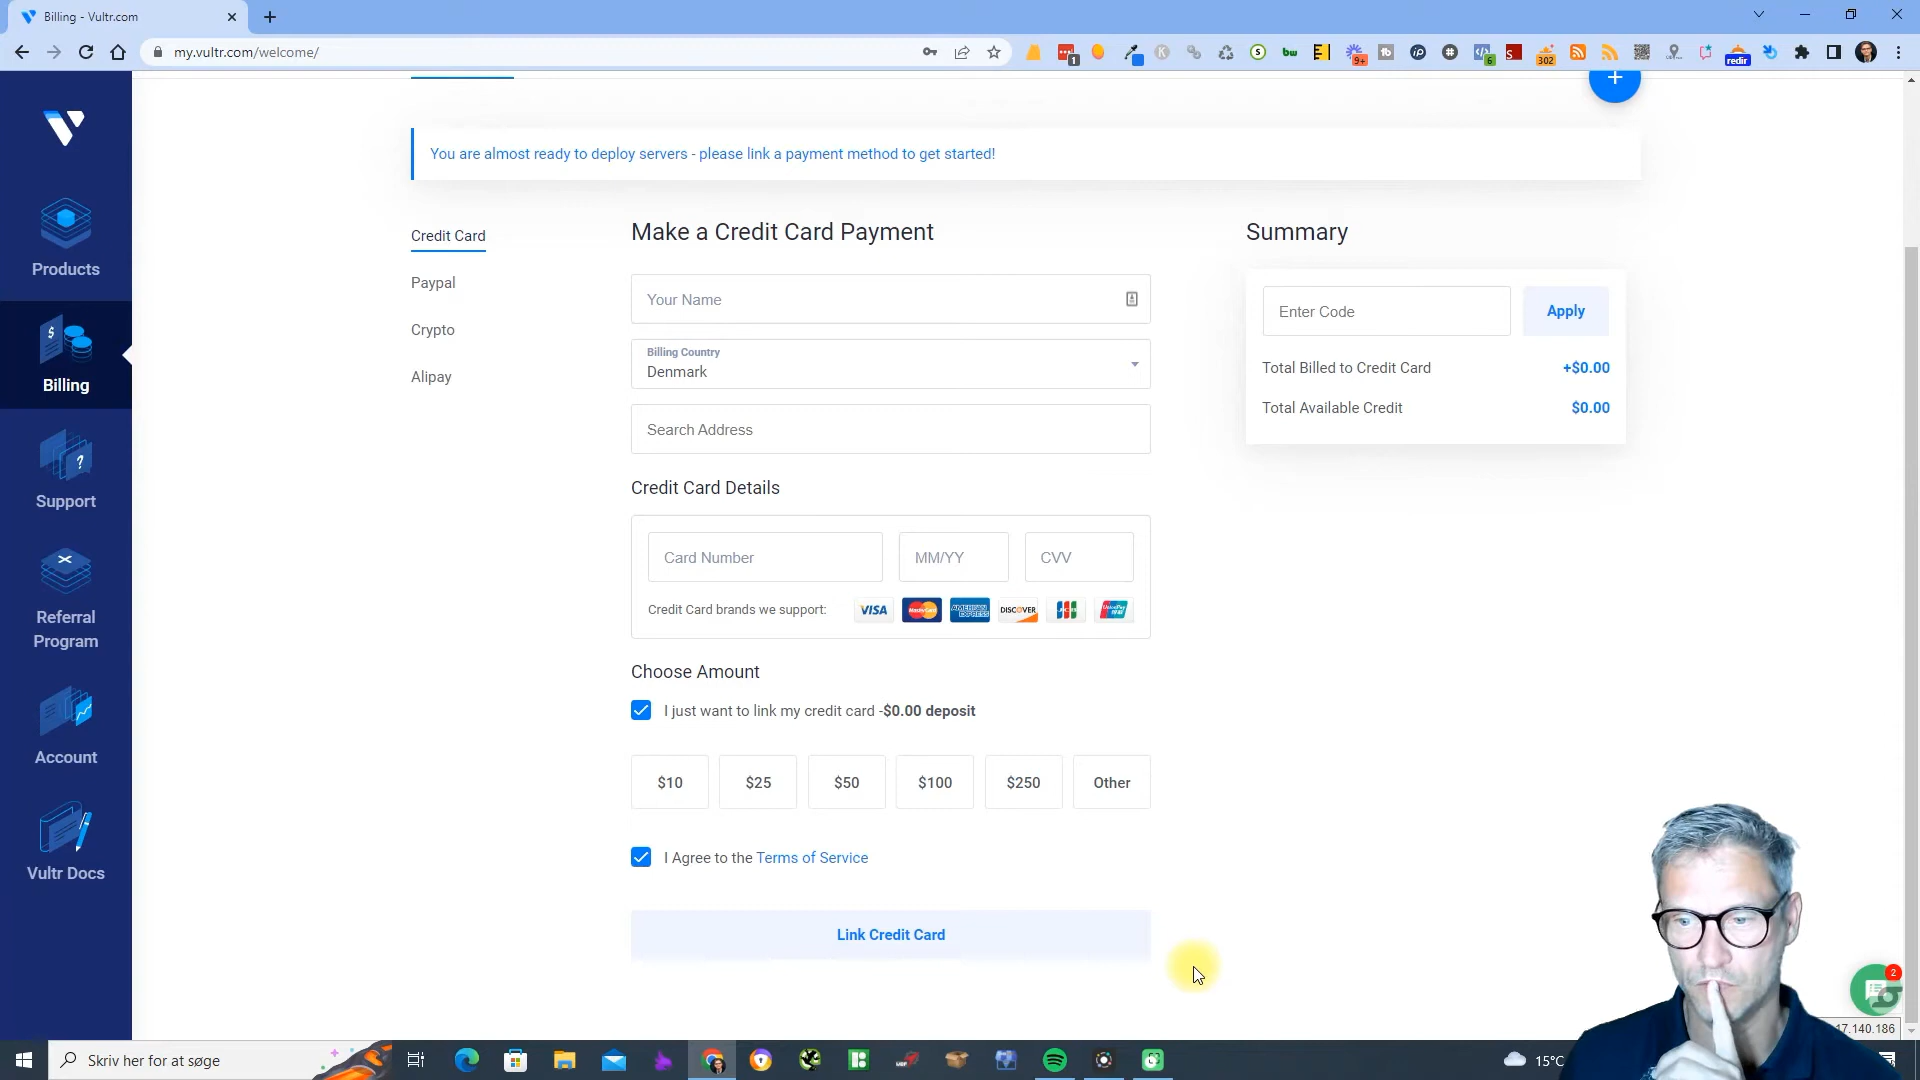 Billing - Vultr.com
my.vultr.com/welcome/
1
9+
6
302
redir
You are almost ready to deploy servers - please link a payment method to get started!
Products
Billing
Support
Referral
Program
Account
Vultr Docs
Credit Card
Paypal
Crypto
Alipay
Make a Credit Card Payment
Your Name
Billing Country
Denmark
Search Address
Credit Card Details
Card Number
MM/YY
CVV
Credit Card brands we support:
VISA
MasterCard
AMERICAN
EXPRESS
DISCOVER
JCB
UnionPay
Choose Amount
I just want to link my credit card -$0.00 deposit
$10
$25
$50
$100
$250
Other
I Agree to the Terms of Service
Link Credit Card
Summary
Enter Code
Apply
Total Billed to Credit Card
+$0.00
Total Available Credit
$0.00
2
17.140.186
Skriv her for at søge
15°C